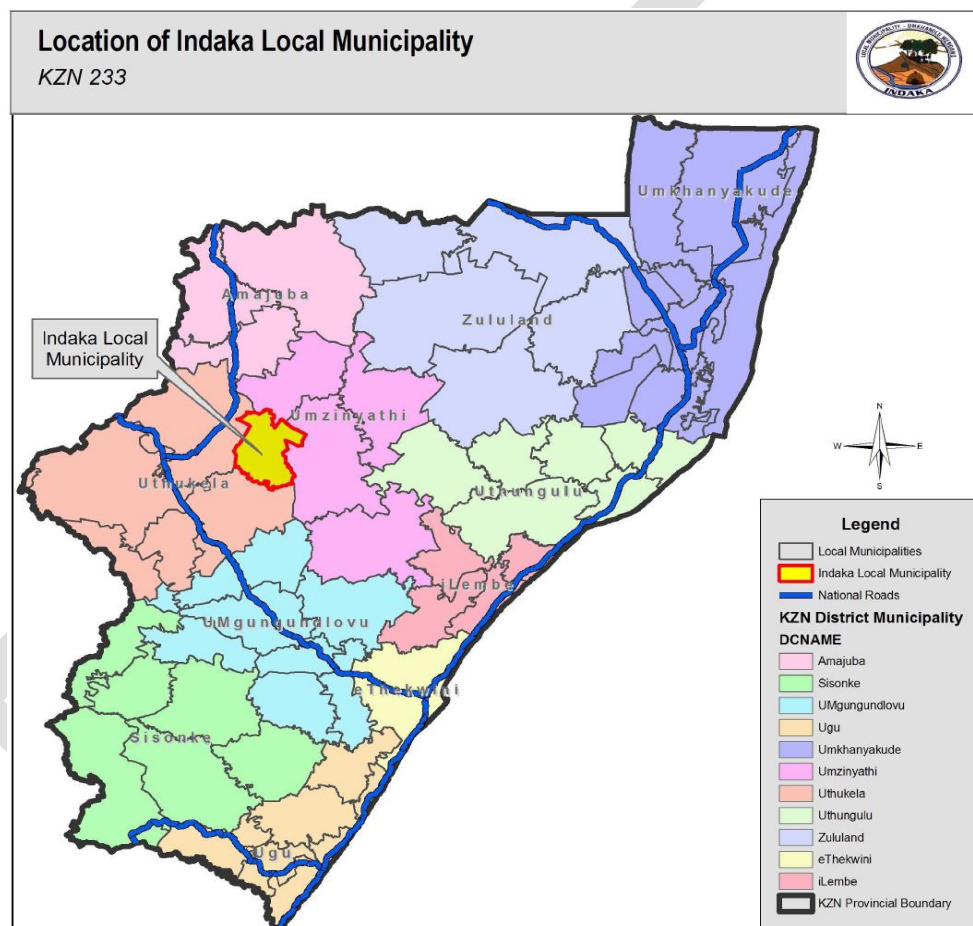 Location of Indaka Local Municipality
KZN 233
INDAKA
Umkhanyakude
Amajuba
Zululand
Indaka Local
Municipality
Umzinyathi
Uthukela
Uthungulu
iLembe
UMgungundlovu
eThekwini
Sisonke
Ugu
N
W
E
S
Legend
Local Municipalities
Indaka Local Municipality
National Roads
KZN District Municipality
DCNAME
Amajuba
Sisonke
UMgungundlovu
Ugu
Umkhanyakude
Umzinyathi
Uthukela
Uthungulu
Zululand
eThekwini
iLembe
KZN Provincial Boundary